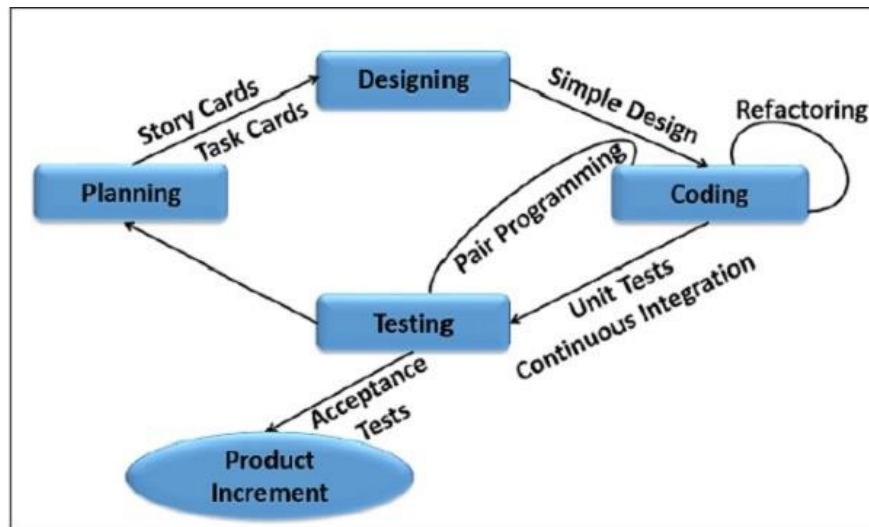 Designing
Story Cards
Task Cards
Simple Design
Refactoring
Planning
Pair Programming
Coding
Unit Tests
Continuous Integration
Testing
Acceptance
Tests
Product
Increment